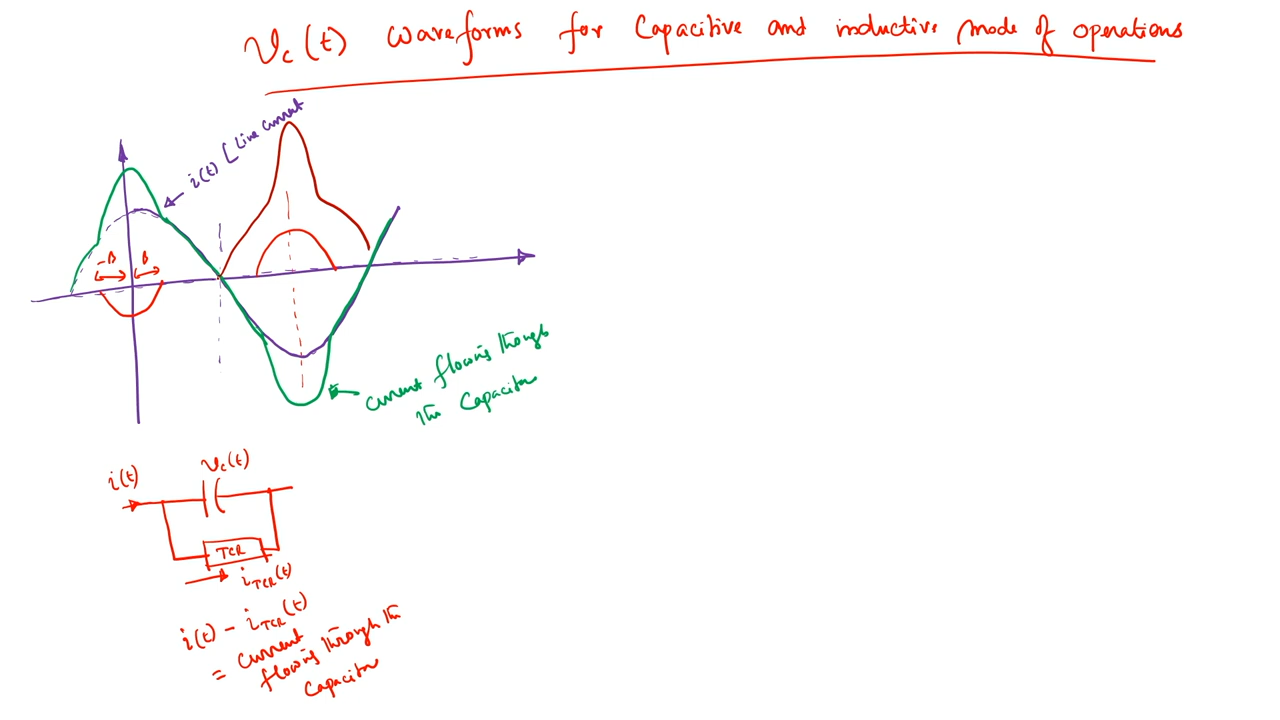 Vc(t) waveforms for Capacitive and inductive mode of operations
i(t) [Line current
-β β
current flowing through
the capacitor
Vc(t)
i(t)
TCR
iTCR(t)
i(t) - iTCR(t)
= current
flowing through the
capacitor